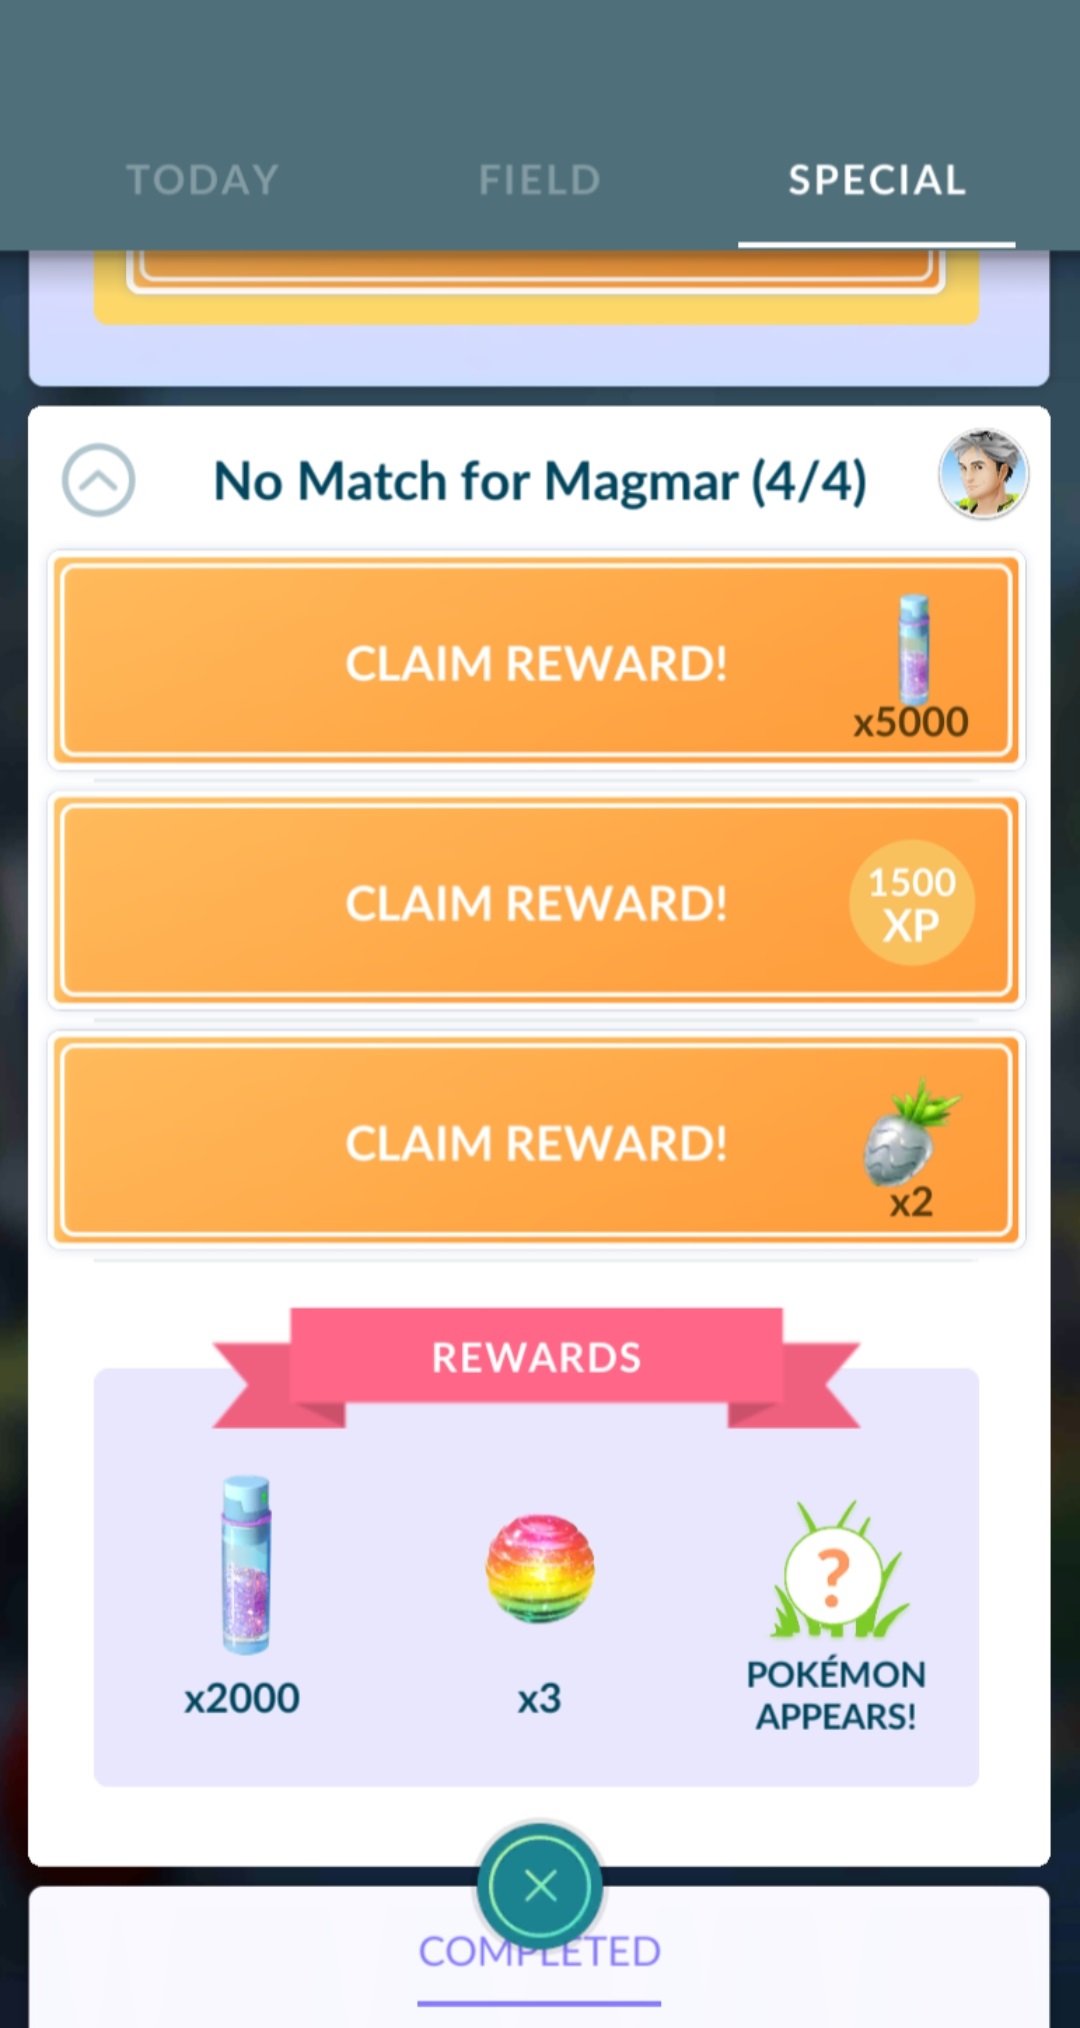 TODAY
FIELD
SPECIAL
No Match for Magmar (4/4)
CLAIM REWARD!
x5000
CLAIM REWARD!
1500
XP
CLAIM REWARD!
x2
REWARDS
x2000
x3
?
POKÉMON
APPEARS!
COMPLETED